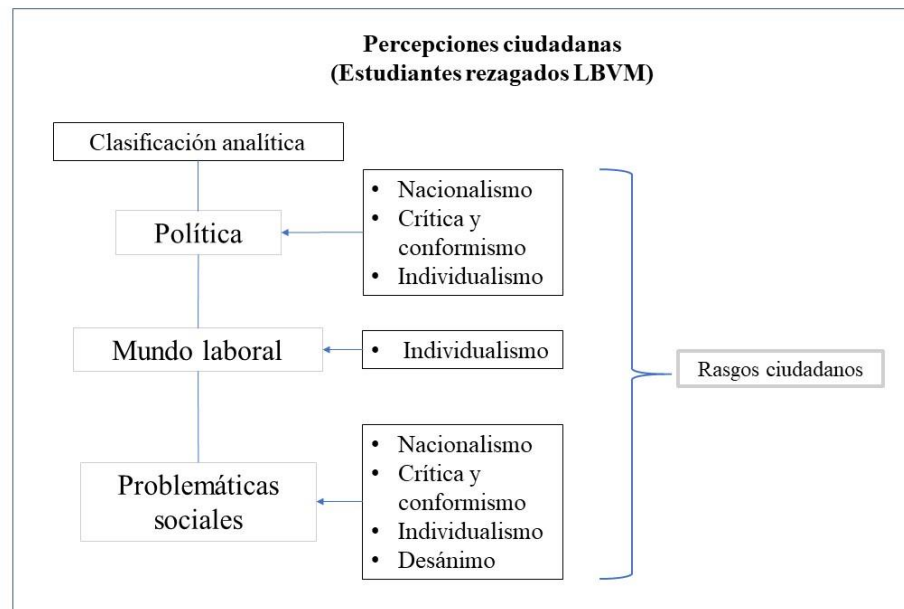 Percepciones ciudadanas
(Estudiantes rezagados LBVM)
Clasificación analítica
Política
• Nacionalismo
• Crítica y
conformismo
• Individualismo
Mundo laboral
• Individualismo
Rasgos ciudadanos
Problemáticas
sociales
• Nacionalismo
• Crítica y
conformismo
• Individualismo
• Desánimo